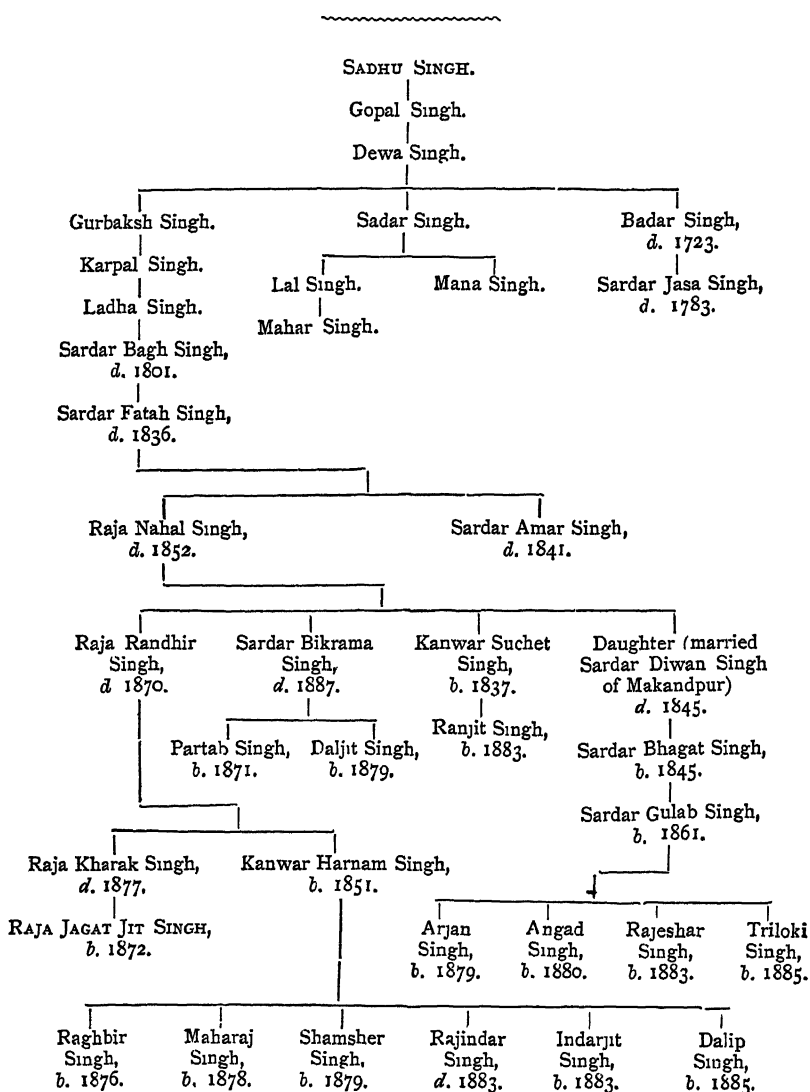 SADHU SINGH.
Gopal Singh.
Dewa Singh.
Gurbaksh Singh.
Sadar Singh.
Badar Singh,
d. 1723.
Karpal Singh.
Lal Singh.
Mana Singh.
Sardar Jasa Singh,
d. 1783.
Ladha Singh.
Mahar Singh.
Sardar Bagh Singh,
d. 1801.
Sardar Fatah Singh,
d. 1836.
Raja Nahal Singh,
d. 1852.
Sardar Amar Singh,
d. 1841.
Raja Randhir
Singh,
d 1870.
Sardar Bikrama
Singh,
d. 1887.
Kanwar Suchet
Singh,
b. 1837.
Daughter (married
Sardar Diwan Singh
of Makandpur)
d. 1845.
Partab Singh,
b. 1871.
Daljit Singh,
b. 1879.
Ranjit Singh,
b. 1883.
Sardar Bhagat Singh,
b. 1845.
Sardar Gulab Singh,
b. 1861.
Raja Kharak Singh,
d. 1877,
Kanwar Harnam Singh,
b. 1851.
RAJA JAGAT JIT SINGH,
b. 1872.
Arjan
Singh,
b. 1879.
Angad
Singh,
b. 1880.
Rajeshar
Singh,
b. 1883.
Triloki
Singh,
b. 1885.
Raghbir
Singh,
b. 1876.
Maharaj
Singh,
b. 1878.
Shamsher
Singh,
b. 1879.
Rajindar
Singh,
d. 1883.
Indarjit
Singh,
b. 1883.
Dalip
Singh,
b. 1885.